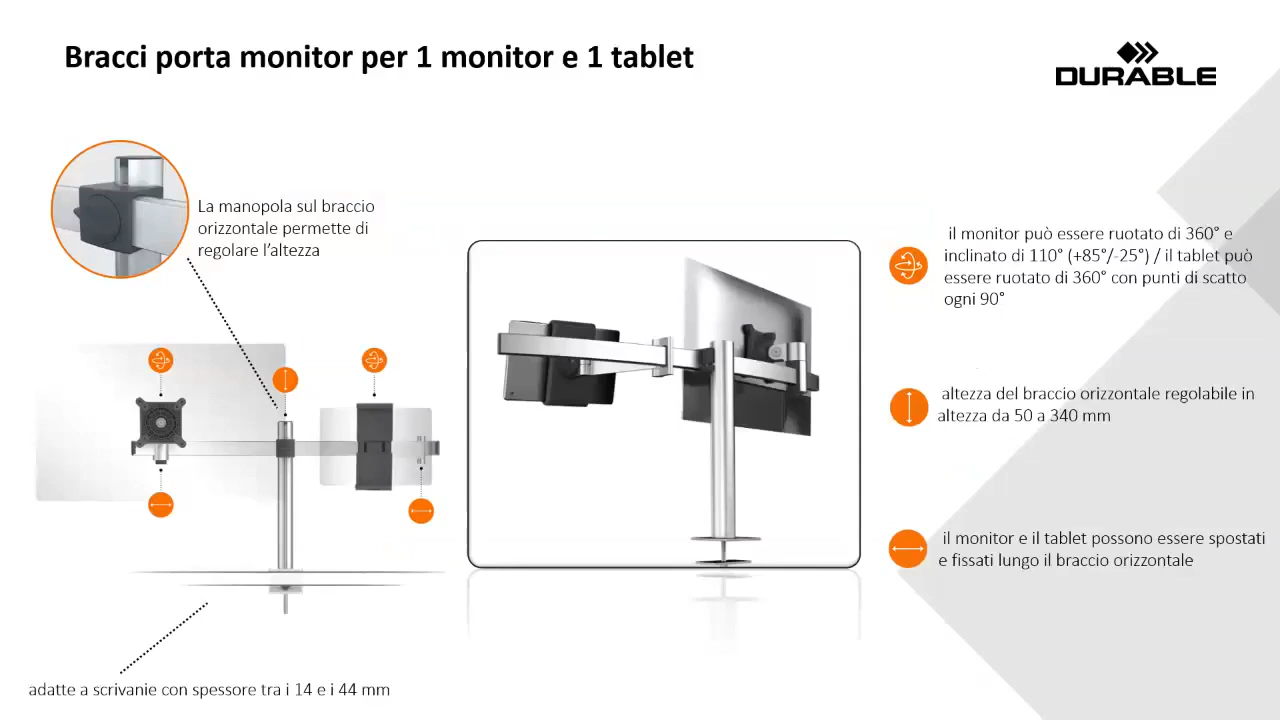 Bracci porta monitor per 1 monitor e 1 tablet
DURABLE
La manopola sul braccio
orizzontale permette di
regolare l'altezza
il monitor può essere ruotato di 360° e
inclinato di 110° (+85°/-25°) / il tablet può
essere ruotato di 360° con punti di scatto
ogni 90°
altezza del braccio orizzontale regolabile in
altezza da 50 a 340 mm
il monitor e il tablet possono essere spostati
e fissati lungo il braccio orizzontale
adatte a scrivanie con spessore tra i 14 e i 44 mm